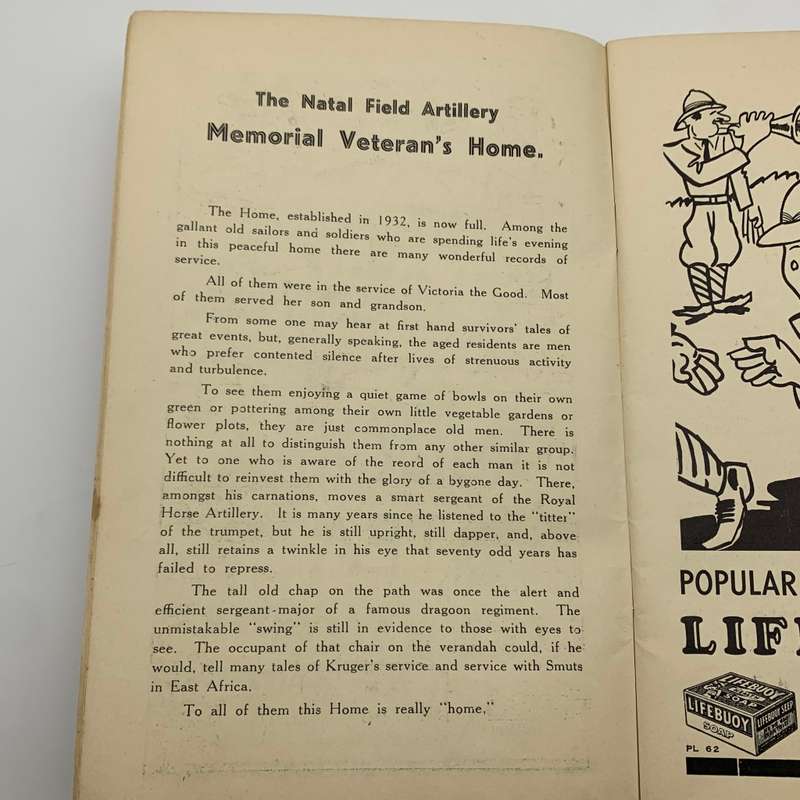 The Natal Field Artillery
Memorial Veteran's Home.
The Home, established in 1932, is now full. Among the
gallant old sailors and soldiers who are spending life's evening
in this peaceful home there are many wonderful records of
service.
All of them were in the service of Victoria the Good. Most
of them served her son and grandson.
From some one may hear at first hand survivors' tales of
great events, but, generally speaking, the aged residents are men
who prefer contented silence after lives of strenuous activity
and turbulence.
To see them enjoying a quiet game of bowls on their own
green or pottering among their own little vegetable gardens or
flower plots, they are just commonplace old men. There is
nothing at all to distinguish them from any other similar group.
Yet to one who is aware of the reord of each man it is not
difficult to reinvest them with the glory of a bygone day. There,
amongst his carnations, moves a smart sergeant of the Royal
Horse Artillery. It is many years since he listened to the "titter"
of the trumpet, but he is still upright, still dapper, and, above
all, still retains a twinkle in his eye that seventy odd years has
failed to repress.
The tall old chap on the path was once the alert and
efficient sergeant-major of a famous dragoon regiment. The
unmistakable "swing" is still in evidence to those with eyes to
see. The occupant of that chair on the verandah could, if he
would, tell many tales of Kruger's service and service with Smuts
in East Africa.
To all of them this Home is really "home,"
POPULAR
LIF
LIFEBUOY
SOAP
LIFEBUOY
SOAP
LIFEBUOY SEEP
PL 62